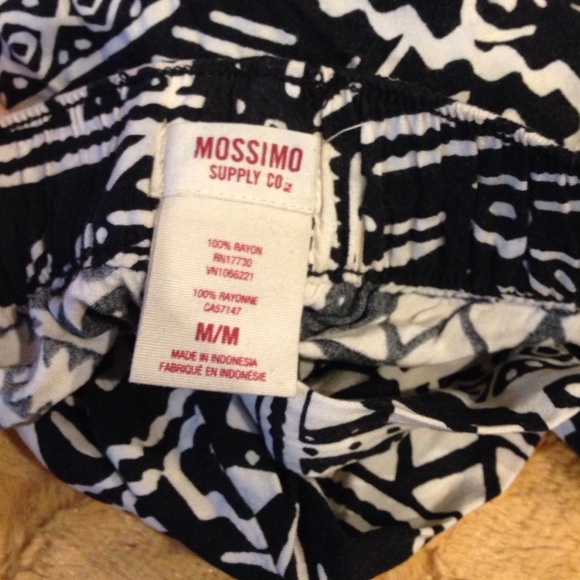 MOSSIMO
SUPPLY CO.
100% RAYON
RN17730
VN1066221
100% RAYONNE
CA57147
M/M
MADE IN INDONESIA
FABRIQUÉ EN INDONÉSIE